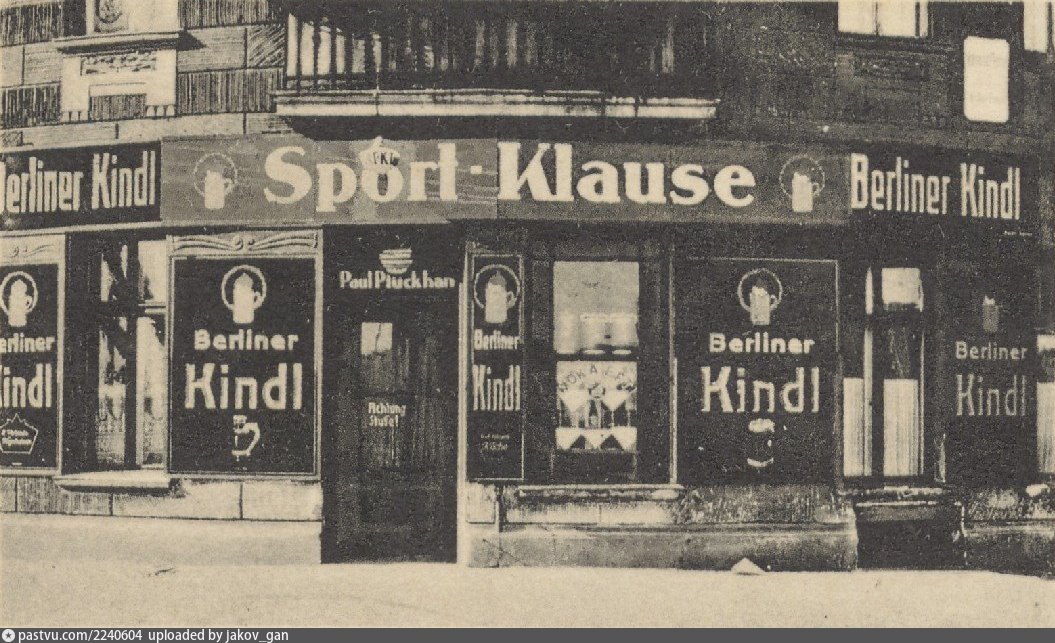 Berliner Kindl
Sport-Klause
Berliner Kindl
Paul Pluckhan
Berliner
Kindl
Berliner
Kindl
Achtung
Stufe!
Berliner
Kindl
Berliner
Kindl
Berliner
Kindl
pastvu.com/2240604 uploaded by jakov_gan